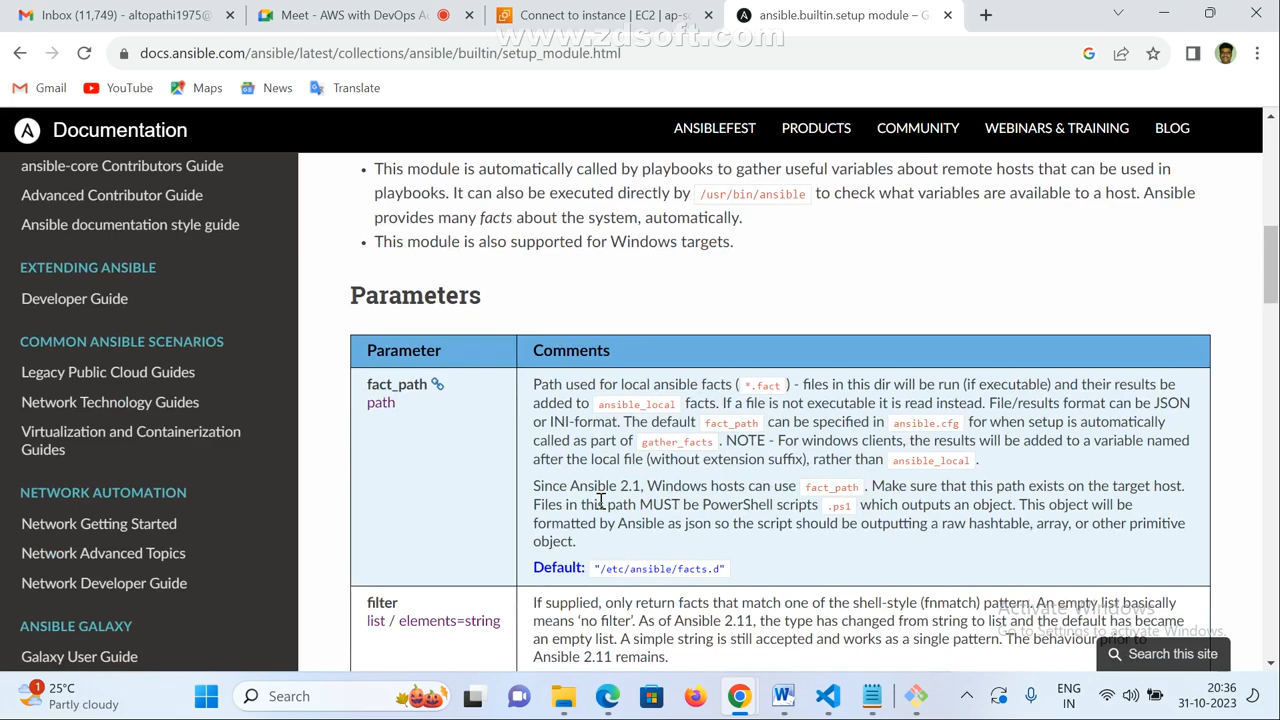 Inbox (11,749) - altopathi1975@
Meet - AWS with DevOps Au
Connect to instance | EC2 | ap-so
ansible.builtin.setup module – G
www.zdsoft.com
docs.ansible.com/ansible/latest/collections/ansible/builtin/setup_module.html
Gmail
YouTube
Maps
News
Translate
Documentation
ANSIBLEFEST
PRODUCTS
COMMUNITY
WEBINARS & TRAINING
BLOG
ansible-core Contributors Guide
Advanced Contributor Guide
Ansible documentation style guide
EXTENDING ANSIBLE
Developer Guide
COMMON ANSIBLE SCENARIOS
Legacy Public Cloud Guides
Network Technology Guides
Virtualization and Containerization
Guides
NETWORK AUTOMATION
Network Getting Started
Network Advanced Topics
Network Developer Guide
ANSIBLE GALAXY
Galaxy User Guide
• This module is automatically called by playbooks to gather useful variables about remote hosts that can be used in
playbooks. It can also be executed directly by /usr/bin/ansible to check what variables are available to a host. Ansible
provides many facts about the system, automatically.
• This module is also supported for Windows targets.
Parameters
Parameter
Comments
fact_path
path
Path used for local ansible facts ( *.fact ) - files in this dir will be run (if executable) and their results be
added to ansible_local facts. If a file is not executable it is read instead. File/results format can be JSON
or INI-format. The default fact_path can be specified in ansible.cfg for when setup is automatically
called as part of gather_facts . NOTE - For windows clients, the results will be added to a variable named
after the local file (without extension suffix), rather than ansible_local .
Since Ansible 2.1, Windows hosts can use fact_path . Make sure that this path exists on the target host.
Files in this path MUST be PowerShell scripts .ps1 which outputs an object. This object will be
formatted by Ansible as json so the script should be outputting a raw hashtable, array, or other primitive
object.
Default: "/etc/ansible/facts.d"
filter
list / elements=string
If supplied, only return facts that match one of the shell-style (fnmatch) pattern. An empty list basically
means ‘no filter’. As of Ansible 2.11, the type has changed from string to list and the default has become
an empty list. A simple string is still accepted and works as a single pattern. The behaviour prior to
Ansible 2.11 remains.
Activate Windows
Go to Settings to activate Windows.
Search this site
1
25°C
Partly cloudy
Search
ENG
IN
20:36
31-10-2023